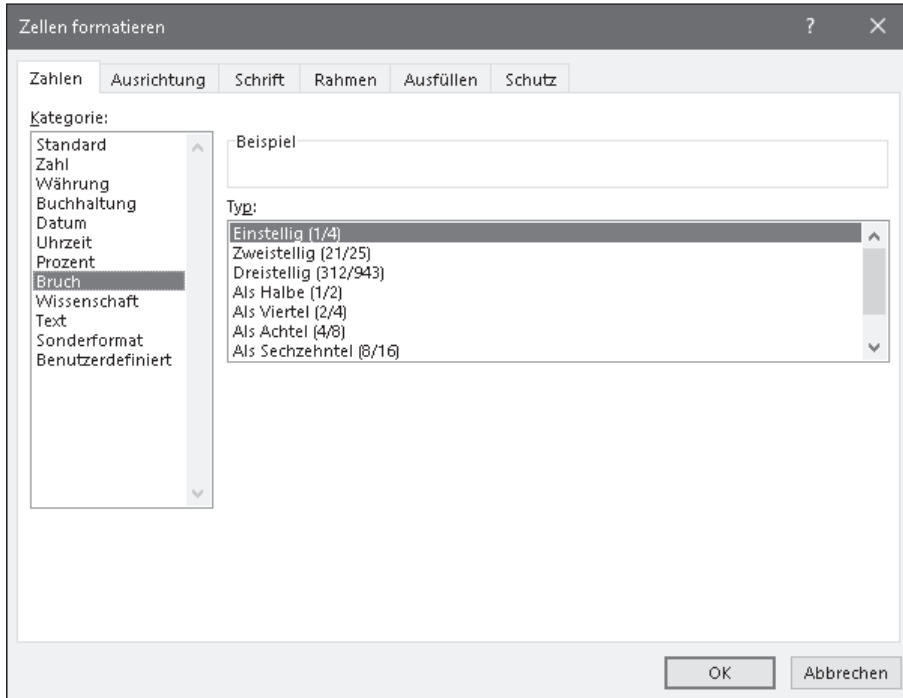 Zellen formatieren ? ×
Zahlen Ausrichtung Schrift Rahmen Ausfüllen Schutz
Kategorie:
Standard
Zahl
Währung
Buchhaltung
Datum
Uhrzeit
Prozent
Bruch
Wissenschaft
Text
Sonderformat
Benutzerdefiniert
Beispiel
Typ:
Einstellig (1/4)
Zweistellig (21/25)
Dreistellig (312/943)
Als Halbe (1/2)
Als Viertel (2/4)
Als Achtel (4/8)
Als Sechzehntel (8/16)
OK Abbrechen